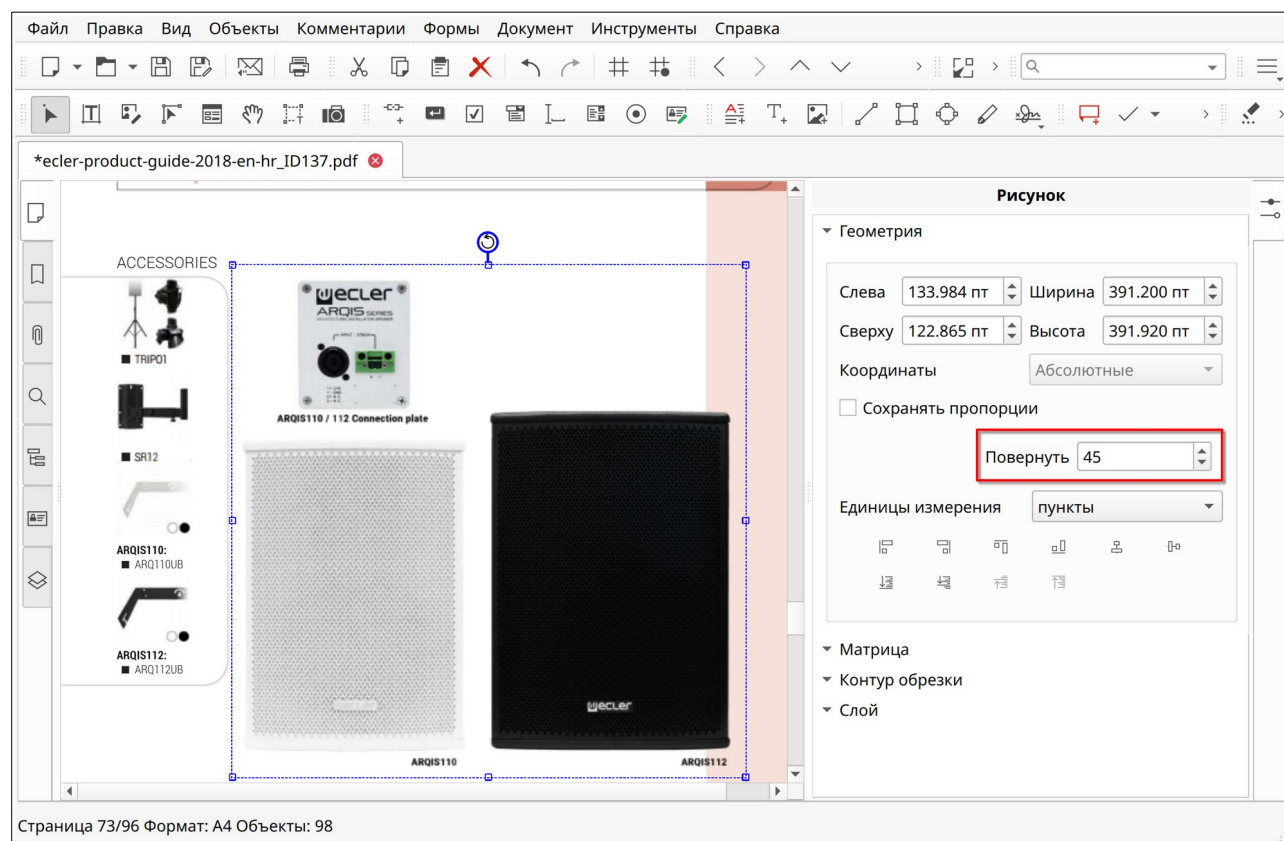 Файл Правка Вид Объекты Комментарии Формы Документ Инструменты Справка
*ecler-product-guide-2018-en-hr_ID137.pdf
Рисунок
Геометрия
Слева 133.984 пт Ширина 391.200 пт
Сверху 122.865 пт Высота 391.920 пт
Координаты Абсолютные
Сохранять пропорции
Повернуть 45
Единицы измерения пункты
Матрица
Контур обрезки
Слой
ACCESSORIES
TRIPO1
SR12
ARQIS110:
ARQ110UB
ARQIS112:
ARQ112UB
ecler
ARQIS SERIES
INPUT / STACK
ARQIS110 / 112 Connection plate
ecler
ARQIS110
ARQIS112
Страница 73/96 Формат: A4 Объекты: 98